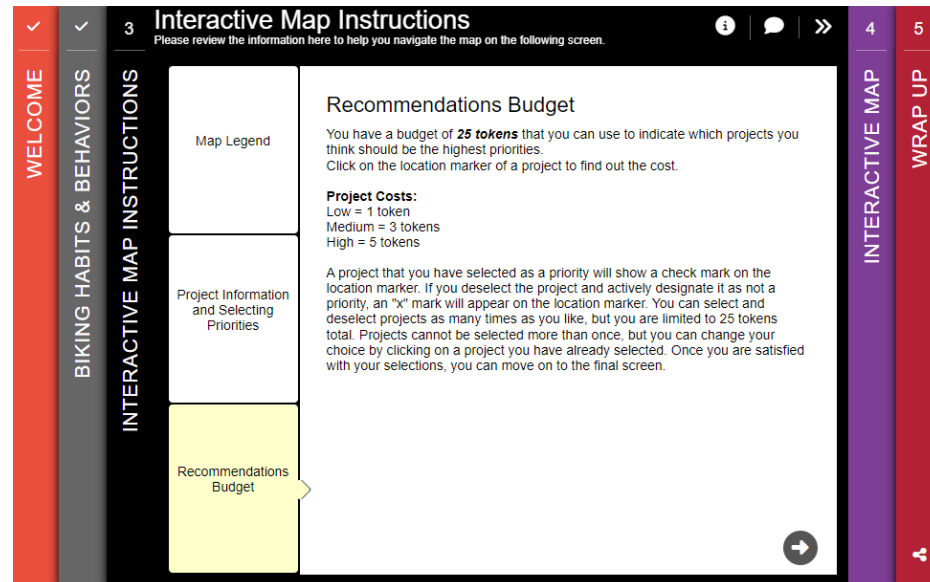 WELCOME
BIKING HABITS & BEHAVIORS
3
INTERACTIVE MAP INSTRUCTIONS
Interactive Map Instructions
Please review the information here to help you navigate the map on the following screen.
Map Legend
Project Information
and Selecting
Priorities
Recommendations
Budget
Recommendations Budget
You have a budget of 25 tokens that you can use to indicate which projects you
think should be the highest priorities.
Click on the location marker of a project to find out the cost.
Project Costs:
Low = 1 token
Medium = 3 tokens
High = 5 tokens
A project that you have selected as a priority will show a check mark on the
location marker. If you deselect the project and actively designate it as not a
priority, an "x" mark will appear on the location marker. You can select and
deselect projects as many times as you like, but you are limited to 25 tokens
total. Projects cannot be selected more than once, but you can change your
choice by clicking on a project you have already selected. Once you are satisfied
with your selections, you can move on to the final screen.
4
INTERACTIVE MAP
5
WRAP UP